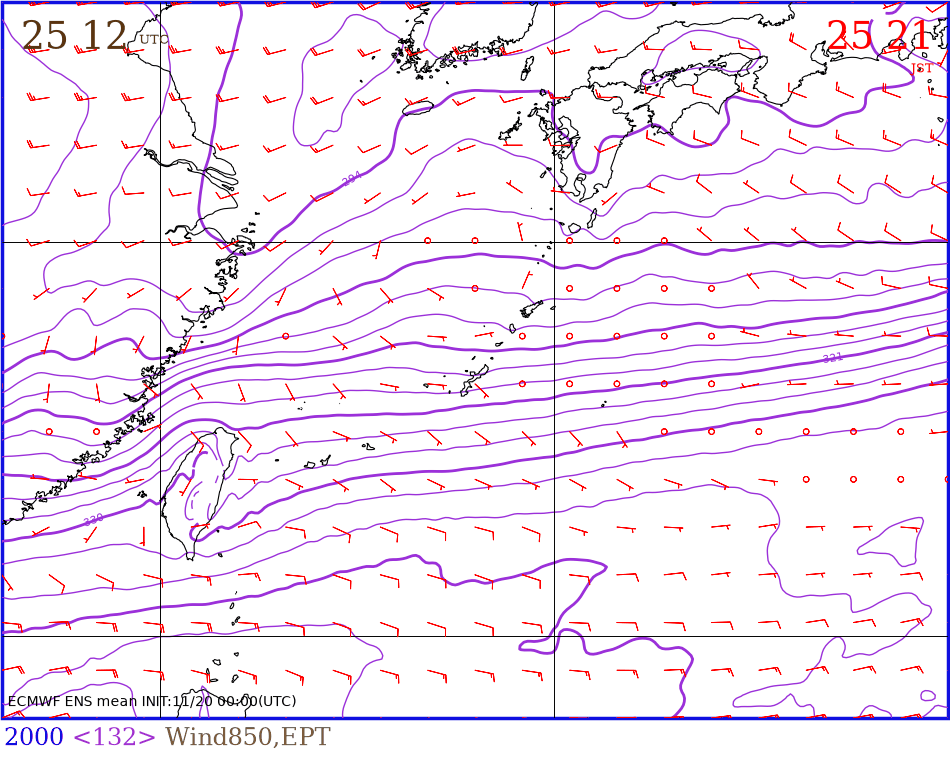 25 12 UTC
25 21
JST
294
321
330
ECMWF ENS mean INIT:11/20 00:00(UTC)
2000 <132> Wind850,EPT